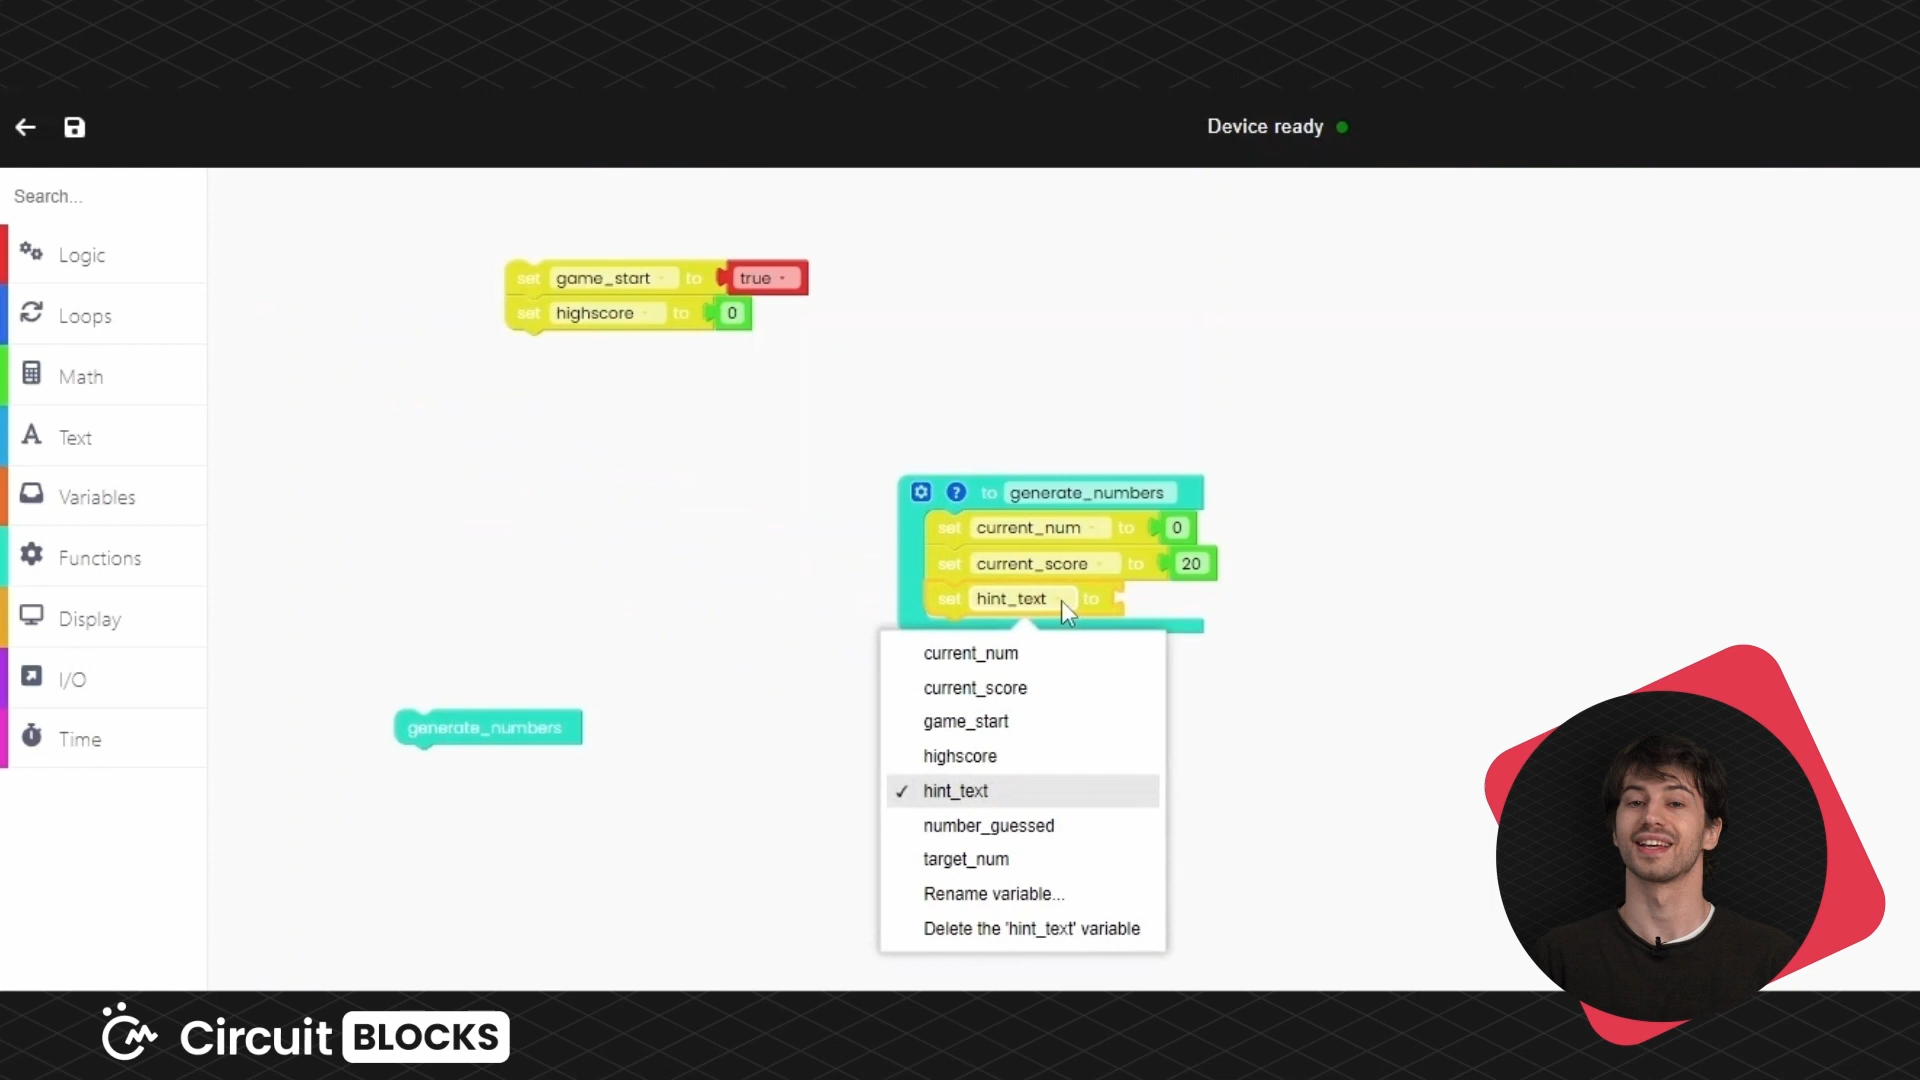 Device ready
Search...
Logic
Loops
Math
Text
Variables
Functions
Display
I/O
Time
set game_start to true
set highscore to 0
? to generate_numbers
set current_num to 0
set current_score to 20
set hint_text to
current_num
current_score
game_start
highscore
✓ hint_text
number_guessed
target_num
Rename variable...
Delete the 'hint_text' variable
generate_numbers
Circuit BLOCKS